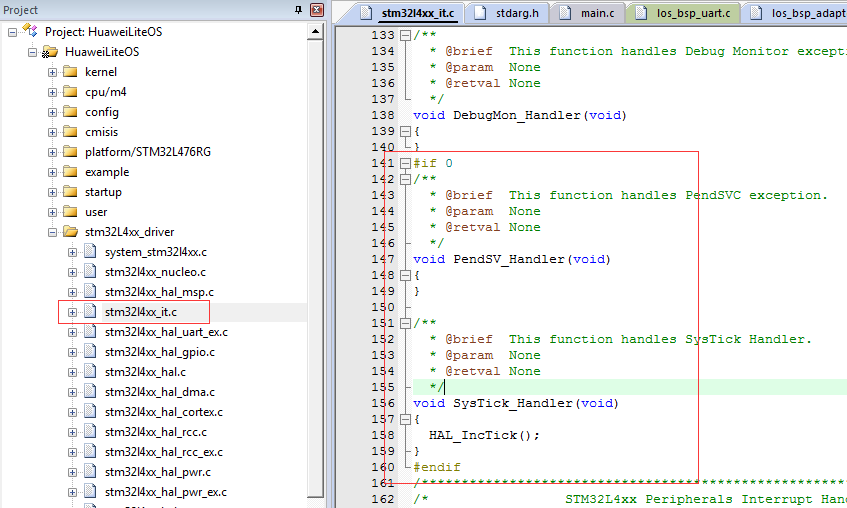 Project
Project: HuaweiLiteOS
HuaweiLiteOS
kernel
cpu/m4
config
cmisis
platform/STM32L476RG
example
startup
user
stm32L4xx_driver
system_stm32l4xx.c
stm32l4xx_nucleo.c
stm32l4xx_hal_msp.c
stm32l4xx_it.c
stm32l4xx_hal_uart_ex.c
stm32l4xx_hal_gpio.c
stm32l4xx_hal.c
stm32l4xx_hal_dma.c
stm32l4xx_hal_cortex.c
stm32l4xx_hal_rcc.c
stm32l4xx_hal_rcc_ex.c
stm32l4xx_hal_pwr.c
stm32l4xx_hal_pwr_ex.c
stm32l4xx_it.c stdarg.h main.c los_bsp_uart.c los_bsp_adapt
133 /**
134 * @brief This function handles Debug Monitor excepti
135 * @param None
136 * @retval None
137 */
138 void DebugMon_Handler(void)
139 {
140 }
141 #if 0
142 /**
143 * @brief This function handles PendSVC exception.
144 * @param None
145 * @retval None
146 */
147 void PendSV_Handler(void)
148 {
149 }
150
151 /**
152 * @brief This function handles SysTick Handler.
153 * @param None
154 * @retval None
155 */
156 void SysTick_Handler(void)
157 {
158 HAL_IncTick();
159 }
160 #endif
161 /******************************************************
162 /* STM32L4xx Peripherals Interrupt Han